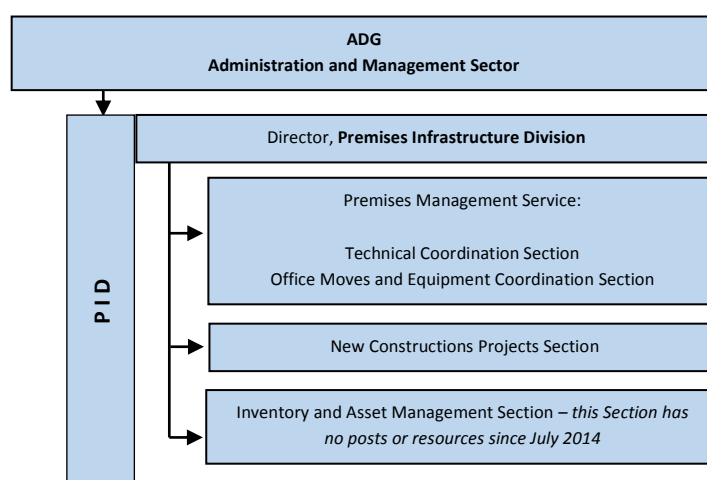 ADG
Administration and Management Sector
Director, Premises Infrastructure Division
PID
Premises Management Service:
Technical Coordination Section
Office Moves and Equipment Coordination Section
New Constructions Projects Section
Inventory and Asset Management Section – this Section has
no posts or resources since July 2014